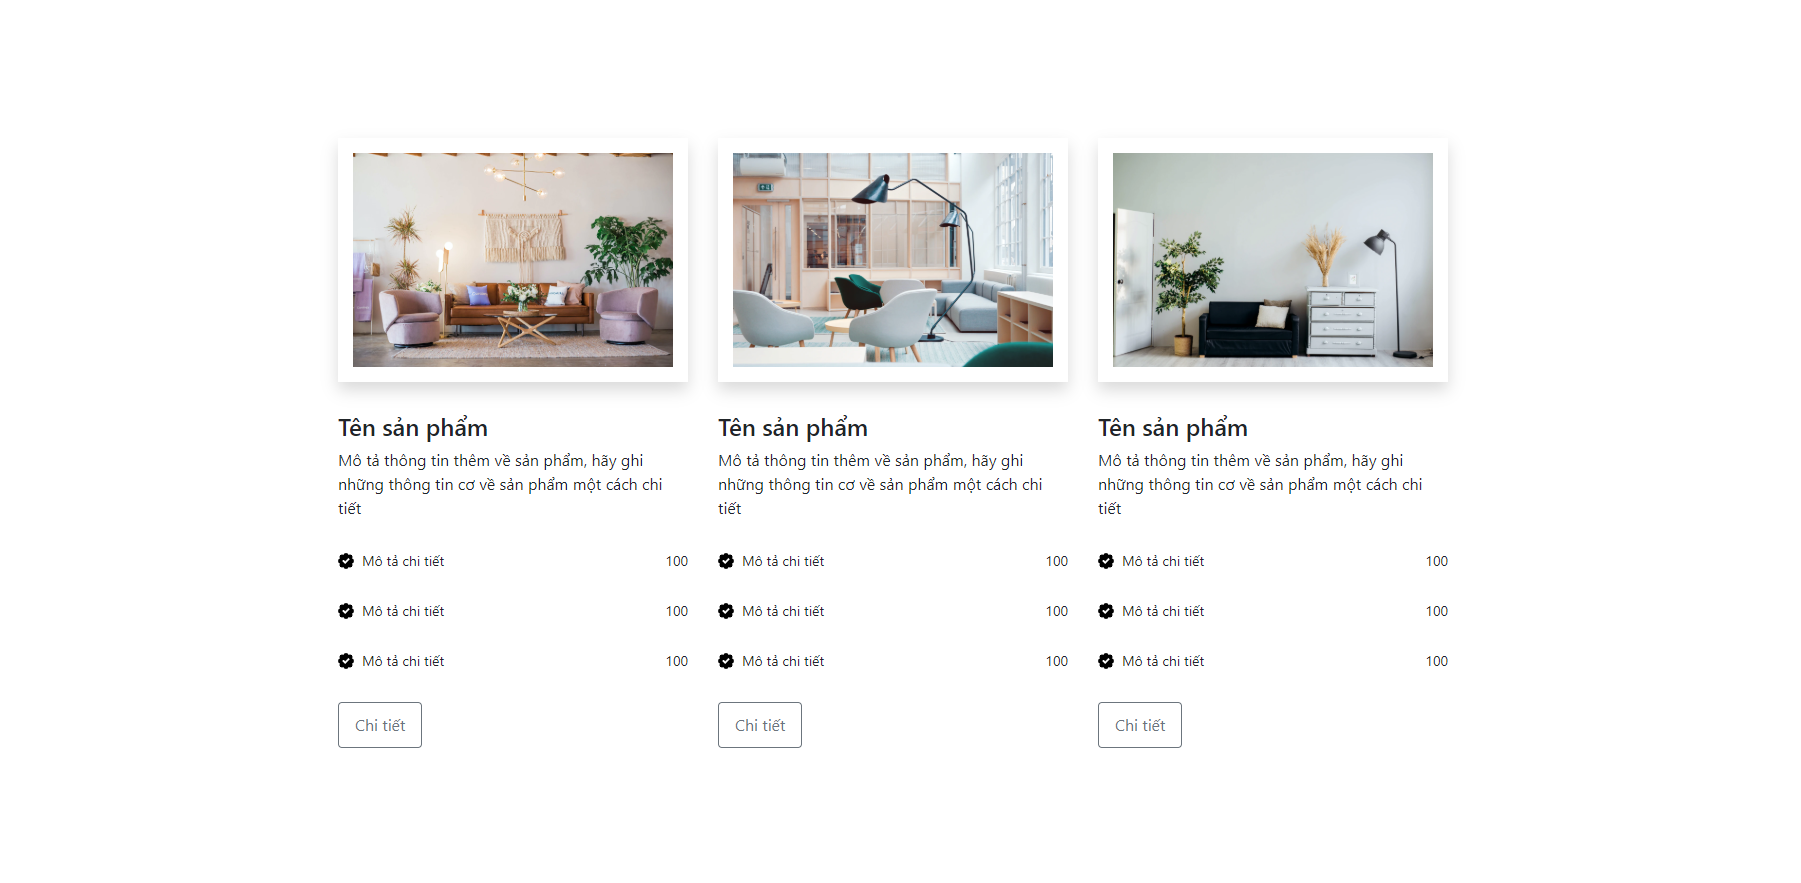 Tên sản phẩm
Mô tả thông tin thêm về sản phẩm, hãy ghi
những thông tin cơ về sản phẩm một cách chi
tiết
Mô tả chi tiết 100
Mô tả chi tiết 100
Mô tả chi tiết 100
Chi tiết
Tên sản phẩm
Mô tả thông tin thêm về sản phẩm, hãy ghi
những thông tin cơ về sản phẩm một cách chi
tiết
Mô tả chi tiết 100
Mô tả chi tiết 100
Mô tả chi tiết 100
Chi tiết
Tên sản phẩm
Mô tả thông tin thêm về sản phẩm, hãy ghi
những thông tin cơ về sản phẩm một cách chi
tiết
Mô tả chi tiết 100
Mô tả chi tiết 100
Mô tả chi tiết 100
Chi tiết